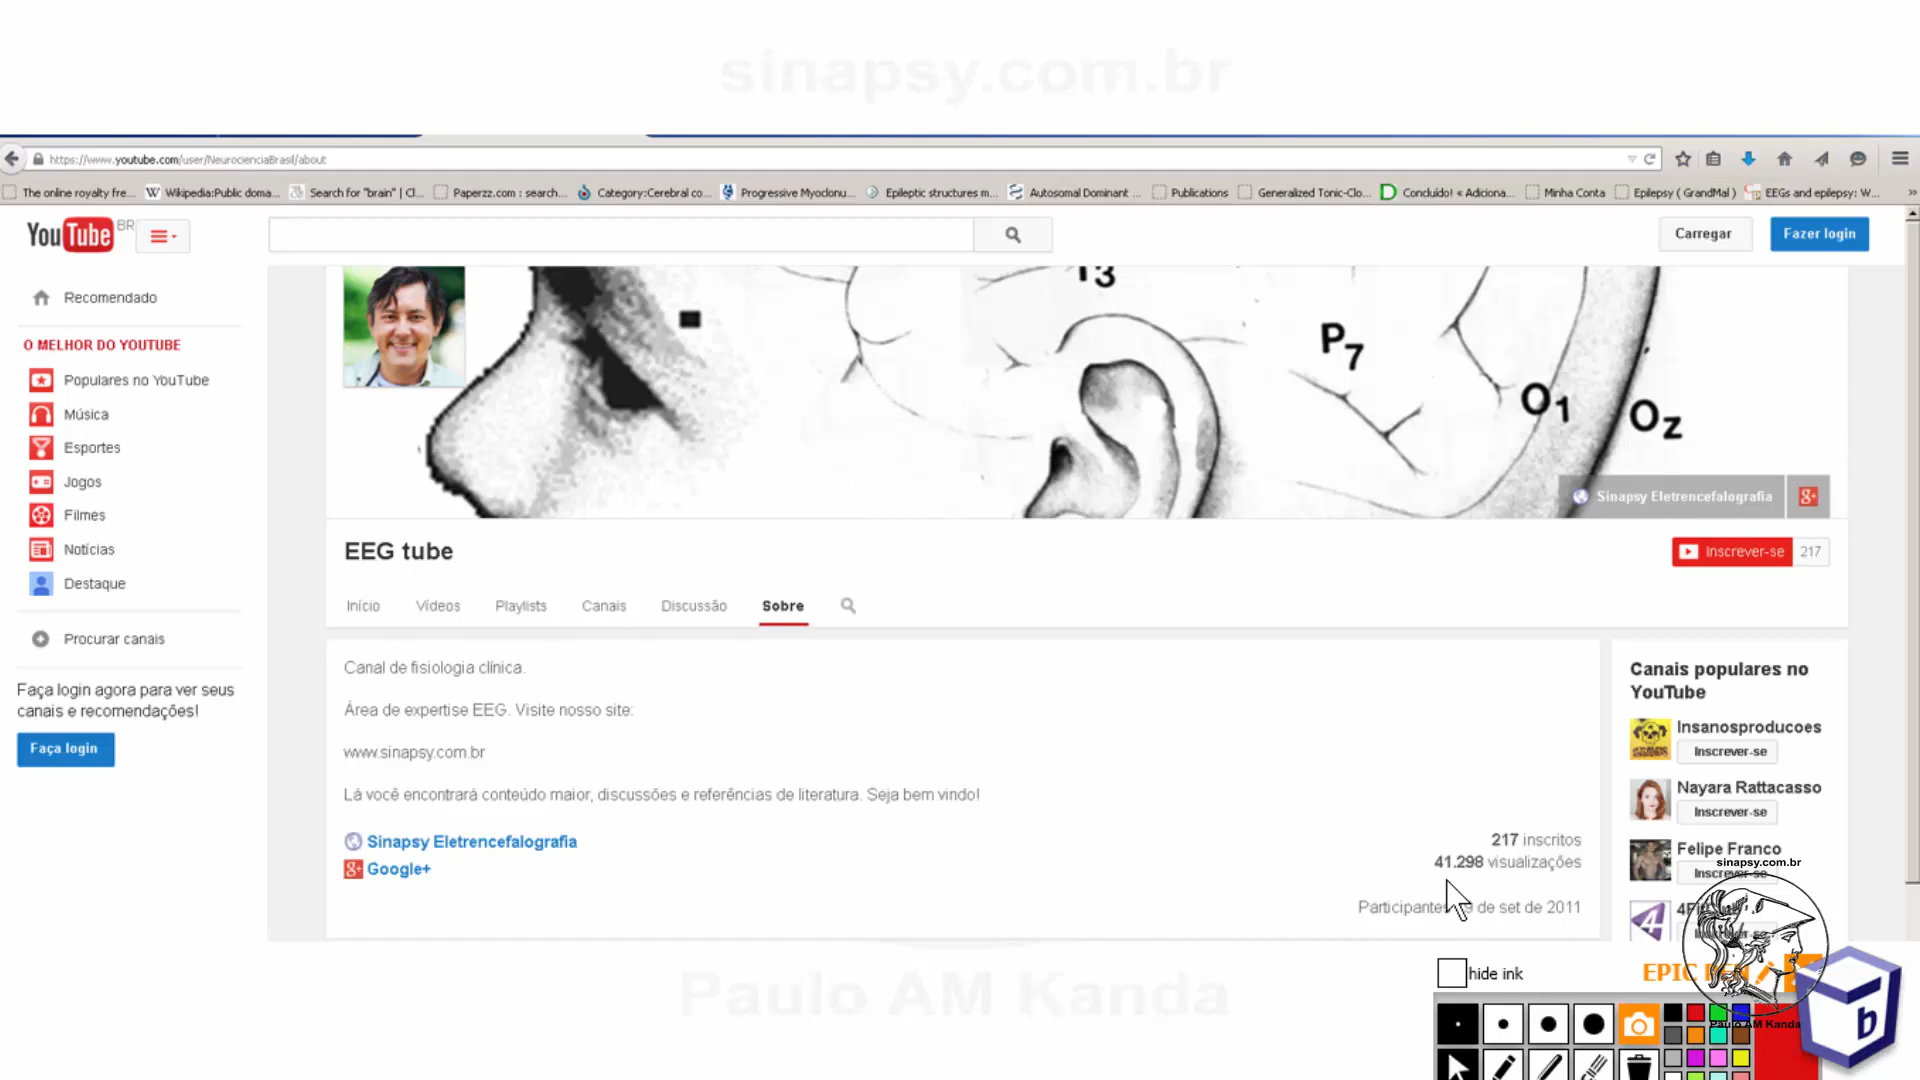 sinapsy.com.br
https://www.youtube.com/user/NeurocienciaBrasil/about
The online royalty fre... Wikipedia:Public doma... Search for "brain" | Cl... Paperzz.com : search... Category:Cerebral co... Progressive Myoclonu... Epileptic structures m... Autosomal Dominant ... Publications Generalized Tonic-Clo... Concluído! « Adiciona... Minha Conta Epilepsy ( GrandMal ) EEGs and epilepsy: W...
YouTube BR
Carregar
Fazer login
Recomendado
O MELHOR DO YOUTUBE
Populares no YouTube
Música
Esportes
Jogos
Filmes
Notícias
Destaque
Procurar canais
Faça login agora para ver seus
canais e recomendações!
Faça login
T3
P7
O1
Oz
Sinapsy Eletrencefalografia
g+
EEG tube
Inscrever-se 217
Início Vídeos Playlists Canais Discussão Sobre
Canal de fisiologia clínica.
Área de expertise EEG. Visite nosso site:
www.sinapsy.com.br
Lá você encontrará conteúdo maior, discussões e referências de literatura. Seja bem vindo!
Sinapsy Eletrencefalografia
g+ Google+
217 inscritos
41.298 visualizações
de set de 2011
Canais populares no
YouTube
Insanosproducoes
Inscrever-se
Nayara Rattacasso
Inscrever-se
Felipe Franco
sinapsy.com.br
Inscrever-se
4
Paulo AM Kanda
hide ink
EPIC
Paulo AM Kanda
b